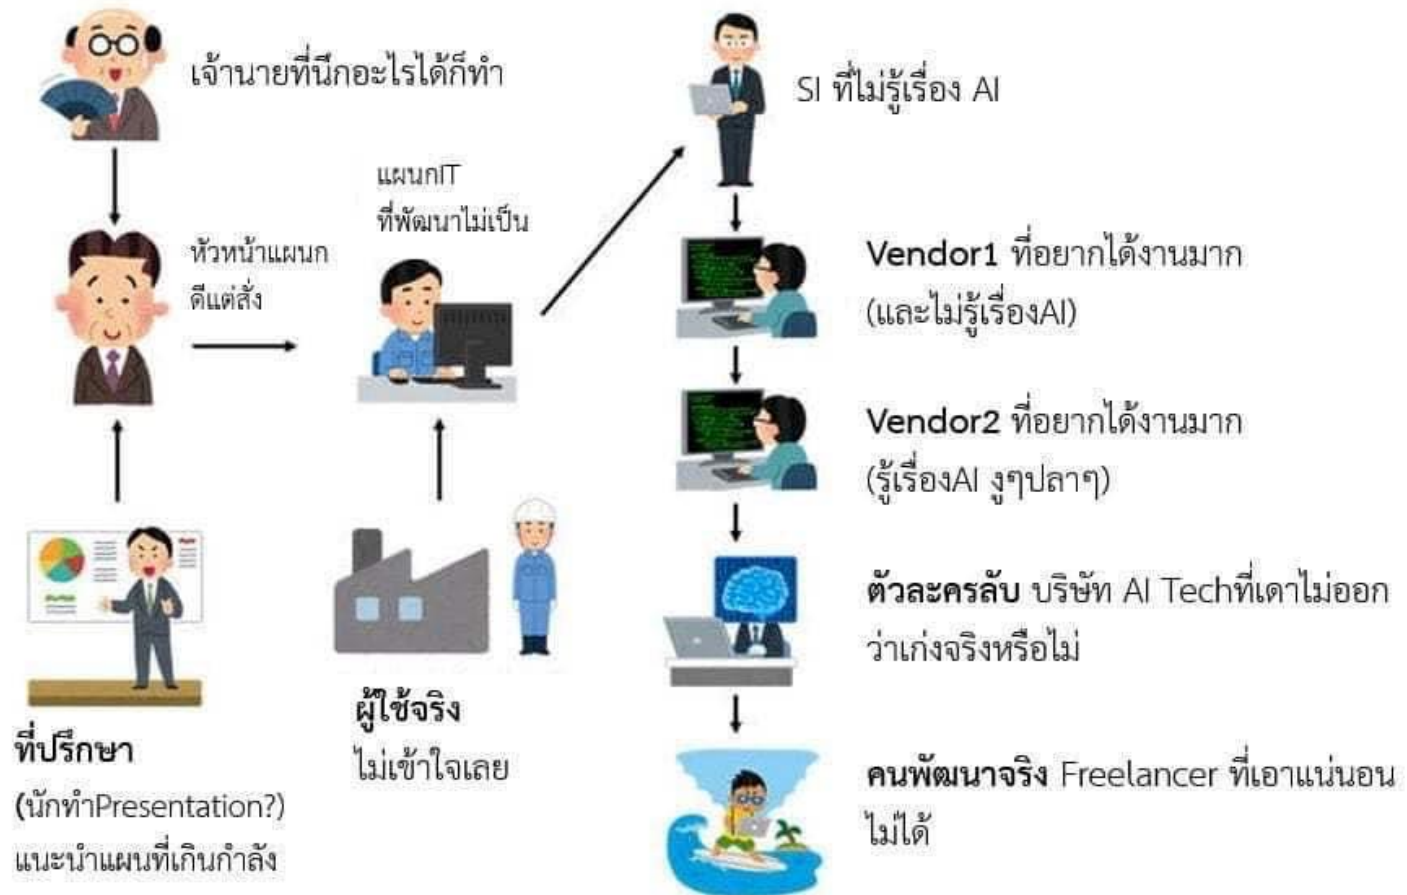 เจ้านายที่นึกอะไรได้ก็ทำ
หัวหน้าแผนก
ดีแต่สั่ง
แผนกIT
ที่พัฒนาไม่เป็น
ที่ปรึกษา
(นักทำPresentation?)
แนะนำแผนที่เกินกำลัง
ผู้ใช้จริง
ไม่เข้าใจเลย
SI ที่ไม่รู้เรื่อง AI
Vendor1 ที่อยากได้งานมาก
(และไม่รู้เรื่องAI)
Vendor2 ที่อยากได้งานมาก
(รู้เรื่องAI งูๆปลาๆ)
ตัวละครลับ บริษัท AI Techที่เดาไม่ออก
ว่าเก่งจริงหรือไม่
คนพัฒนาจริง Freelancer ที่เอาแน่นอน
ไม่ได้